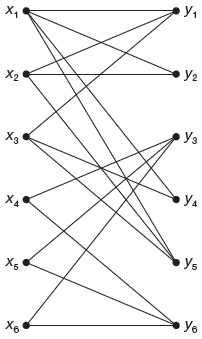 x₁ y₁
x₂ y₂
x₃ y₃
x₄ y₄
x₅ y₅
x₆ y₆